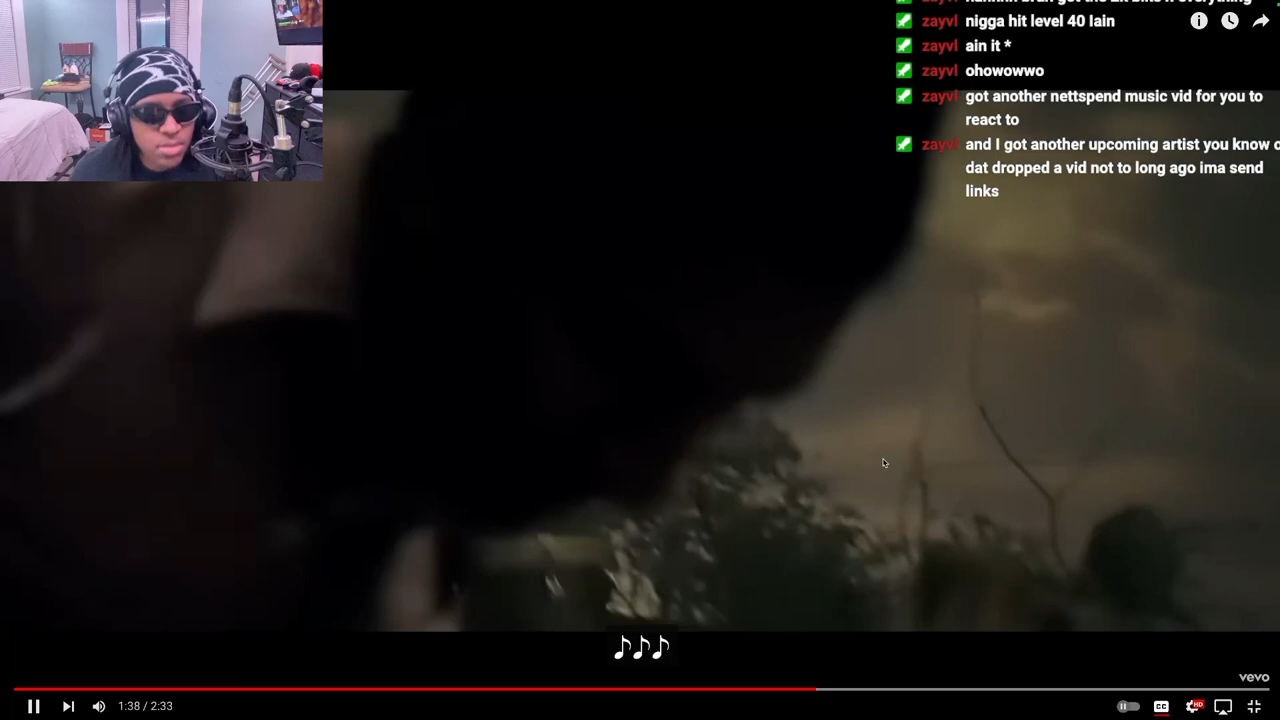 zayvl nigga hit level 40 lain
zayvl ain it *
zayvl ohowowwo
zayvl got another nettspend music vid for you to
react to
zayvl and I got another upcoming artist you know
dat dropped a vid not to long ago ima send
links
♪♪♪
vevo
1:38 / 2:33
CC
HD